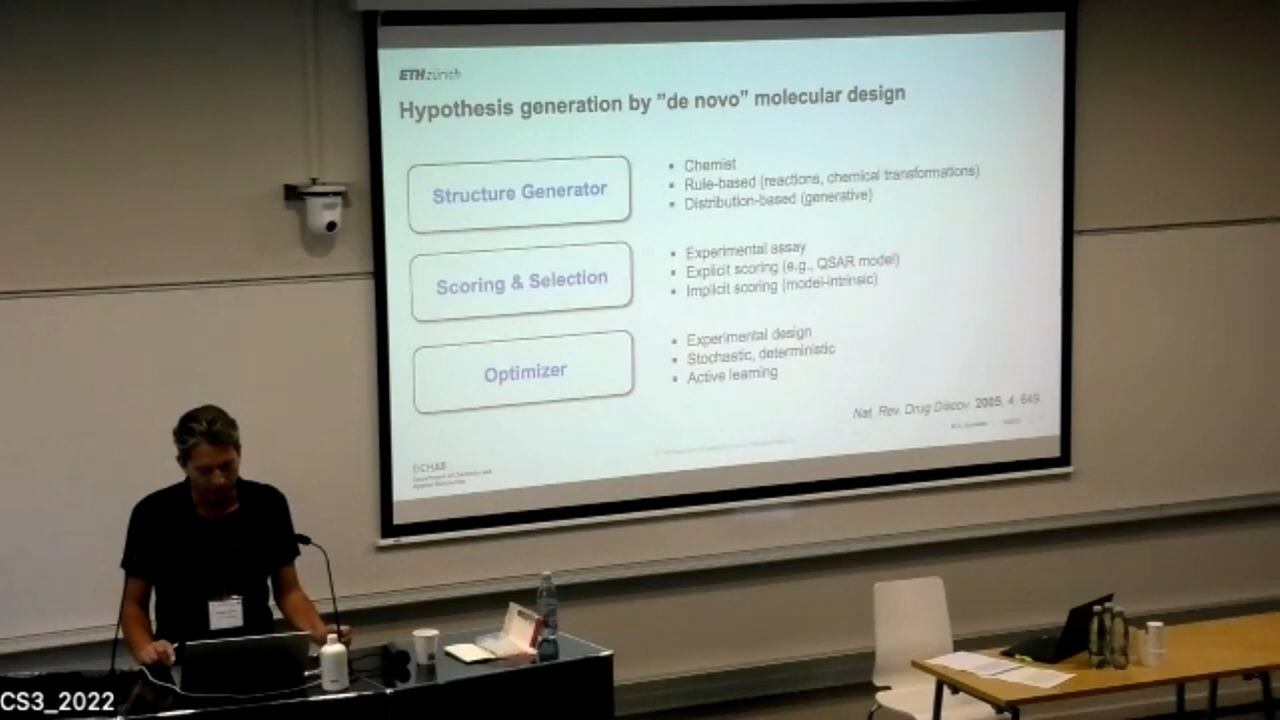 ETHzürich
Hypothesis generation by "de novo" molecular design
Structure Generator
▪ Chemist
▪ Rule-based (reactions, chemical transformations)
▪ Distribution-based (generative)
Scoring & Selection
▪ Experimental assay
▪ Explicit scoring (e.g., QSAR model)
▪ Implicit scoring (model-intrinsic)
Optimizer
▪ Experimental design
▪ Stochastic, deterministic
▪ Active learning
Nat. Rev. Drug Discov. 2005, 4, 649
DCHAB
CS3_2022